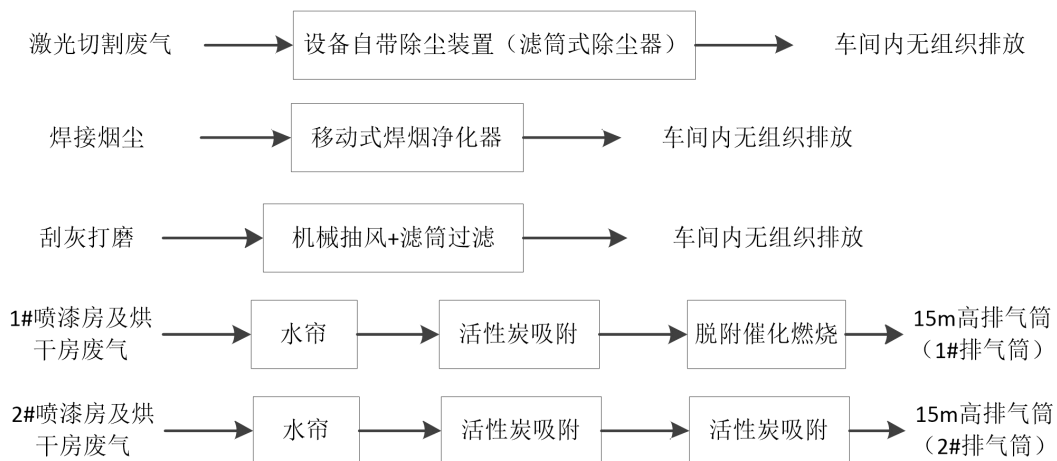 激光切割废气
设备自带除尘装置（滤筒式除尘器）
车间内无组织排放
焊接烟尘
移动式焊烟净化器
车间内无组织排放
刮灰打磨
机械抽风+滤筒过滤
车间内无组织排放
1#喷漆房及烘
干房废气
水帘
活性炭吸附
脱附催化燃烧
15m高排气筒
（1#排气筒）
2#喷漆房及烘
干房废气
水帘
活性炭吸附
活性炭吸附
15m高排气筒
(2#排气筒）